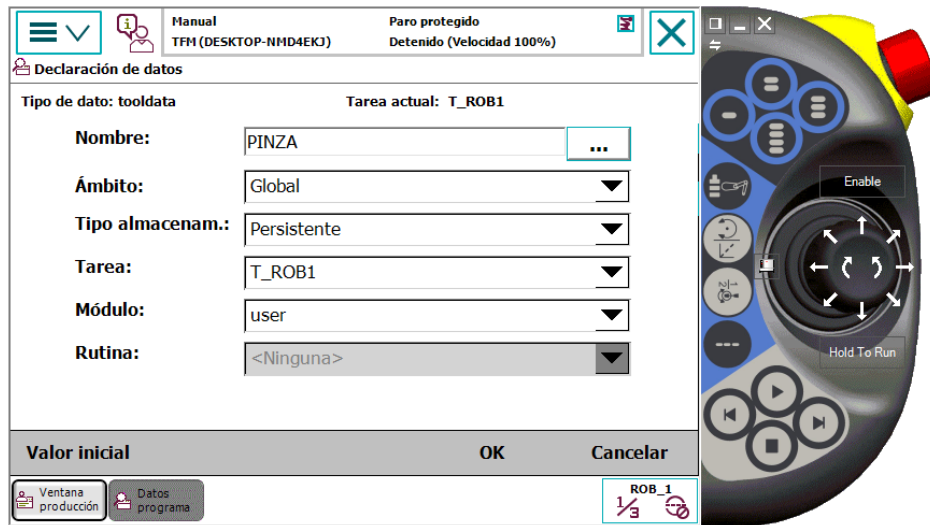 Manual
TFM (DESKTOP-NMD4EKJ)
Paro protegido
Detenido (Velocidad 100%)
Declaración de datos
Tipo de dato: tooldata
Tarea actual: T_ROB1
Nombre: PINZA ...
Ámbito: Global
Tipo almacenam.: Persistente
Tarea: T_ROB1
Módulo: user
Rutina: <Ninguna>
Valor inicial OK Cancelar
Ventana
producción
Datos
programa
ROB_1
1/3
Enable
1
2
Hold To Run